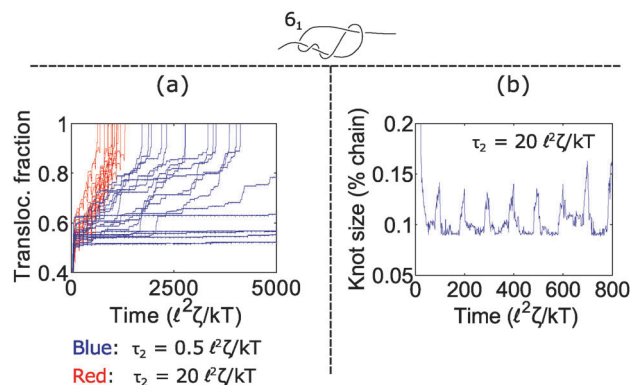 6₁
(a)
(b)
Transloc. fraction
1
0.8
0.6
0.4
0
2500
5000
Time (ℓ²ζ/kT)
Blue: τ₂ = 0.5 ℓ²ζ/kT
Red: τ₂ = 20 ℓ²ζ/kT
Knot size (% chain)
0.2
0.15
0.1
0.05
τ₂ = 20 ℓ²ζ/kT
0
200
400
600
800
Time (ℓ²ζ/kT)